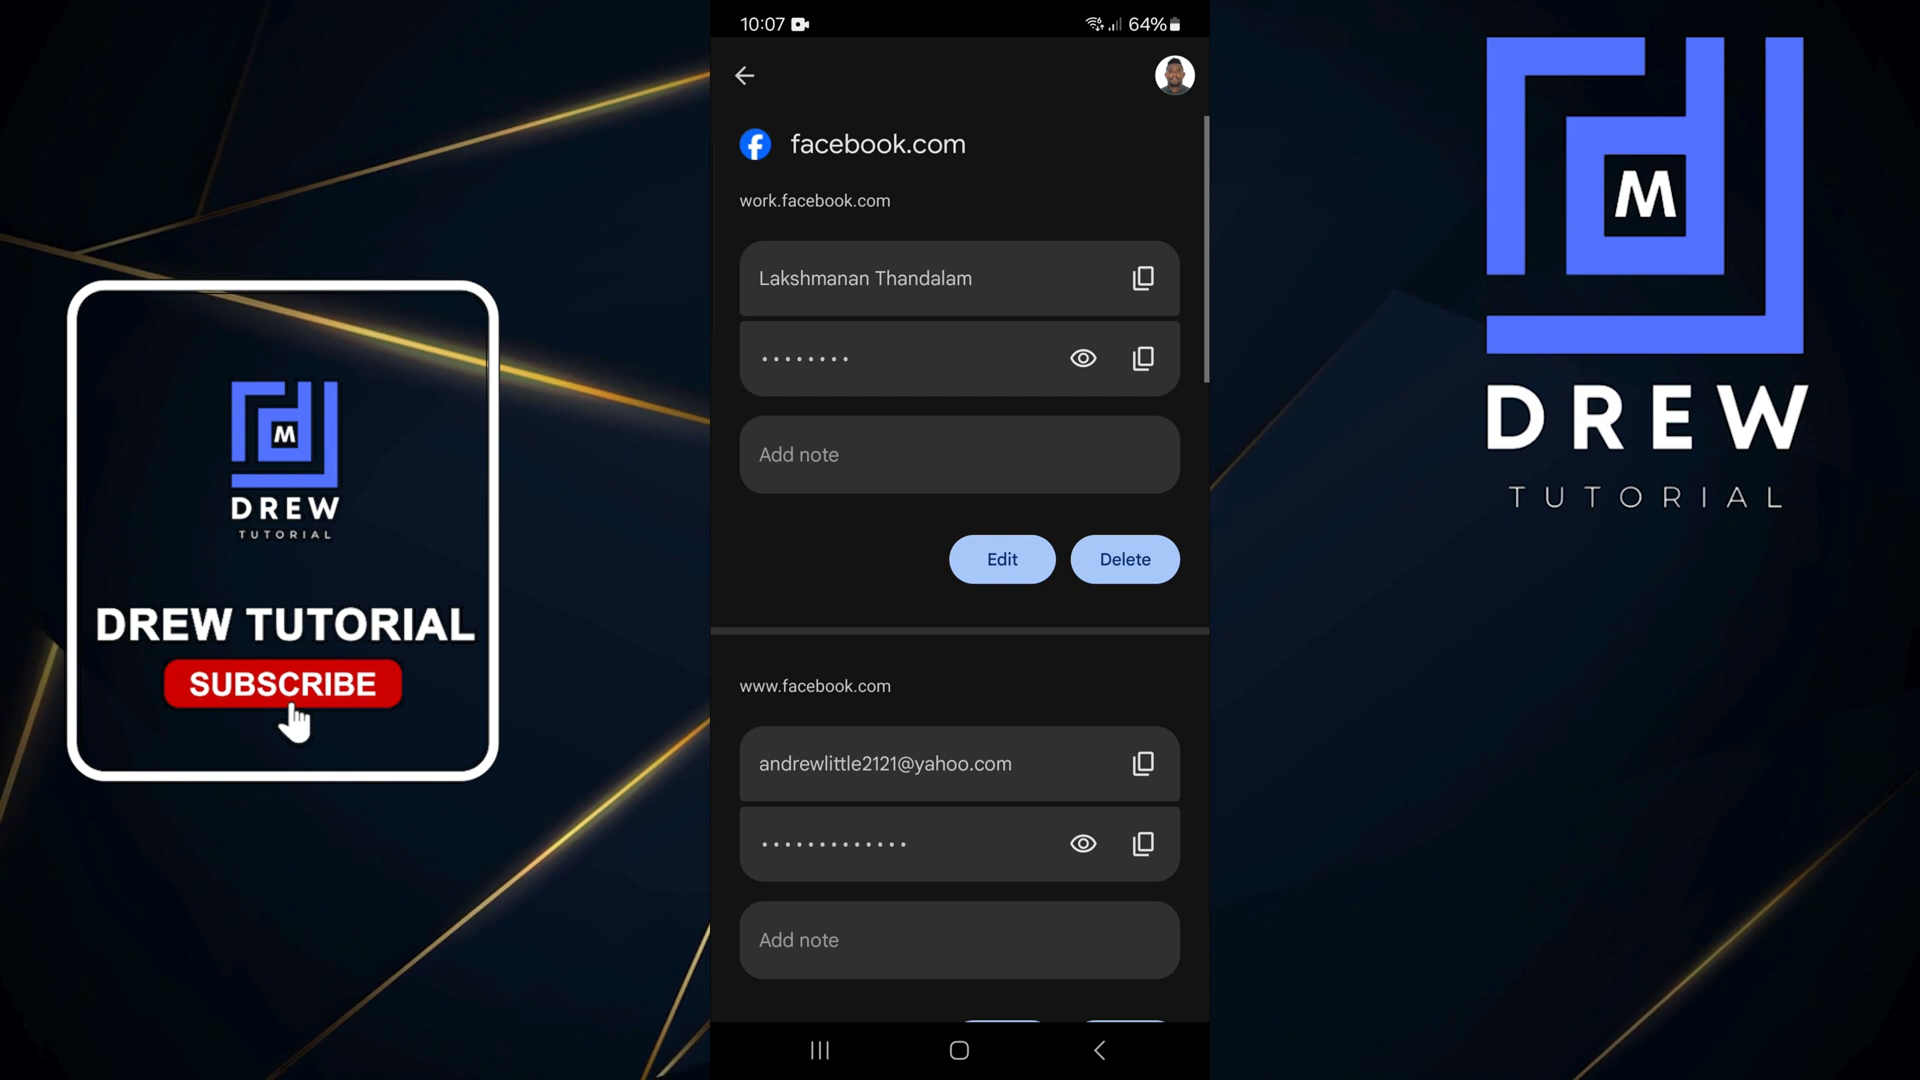 10:07
64%
facebook.com
work.facebook.com
Lakshmanan Thandalam
••••••••
Add note
Edit
Delete
www.facebook.com
andrewlittle2121@yahoo.com
•••••••••••••
Add note
M
DREW
TUTORIAL
DREW TUTORIAL
SUBSCRIBE
M
DREW
TUTORIAL